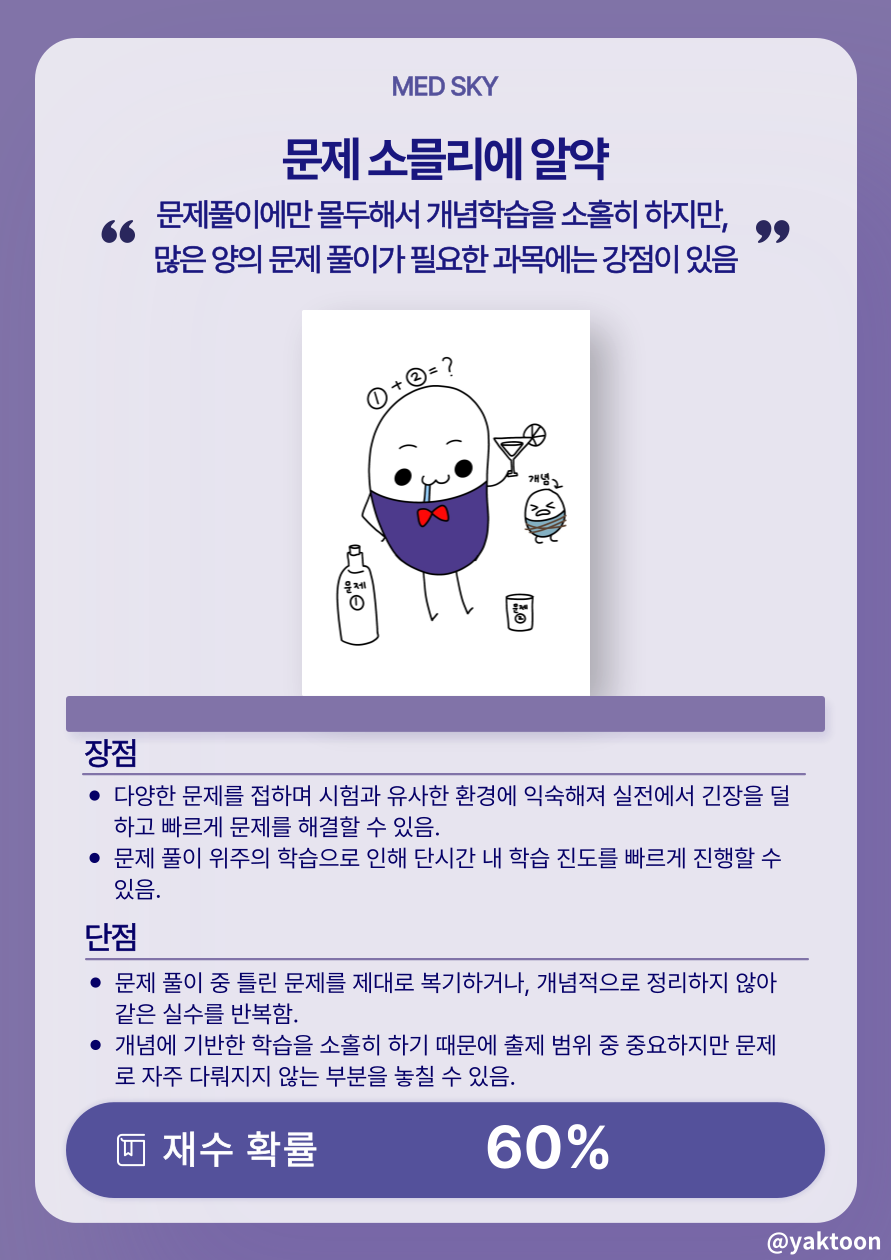 MED SKY
문제 소믈리에 알약
“ 문제풀이에만 몰두해서 개념학습을 소홀히 하지만, ”
많은 양의 문제 풀이가 필요한 과목에는 강점이 있음
①+②=?
개념
문제
①
문제
②
장점
• 다양한 문제를 접하며 시험과 유사한 환경에 익숙해져 실전에서 긴장을 덜
하고 빠르게 문제를 해결할 수 있음.
• 문제 풀이 위주의 학습으로 인해 단시간 내 학습 진도를 빠르게 진행할 수
있음.
단점
• 문제 풀이 중 틀린 문제를 제대로 복기하거나, 개념적으로 정리하지 않아
같은 실수를 반복함.
• 개념에 기반한 학습을 소홀히 하기 때문에 출제 범위 중 중요하지만 문제
로 자주 다뤄지지 않는 부분을 놓칠 수 있음.
재수 확률 60%
@yaktoon